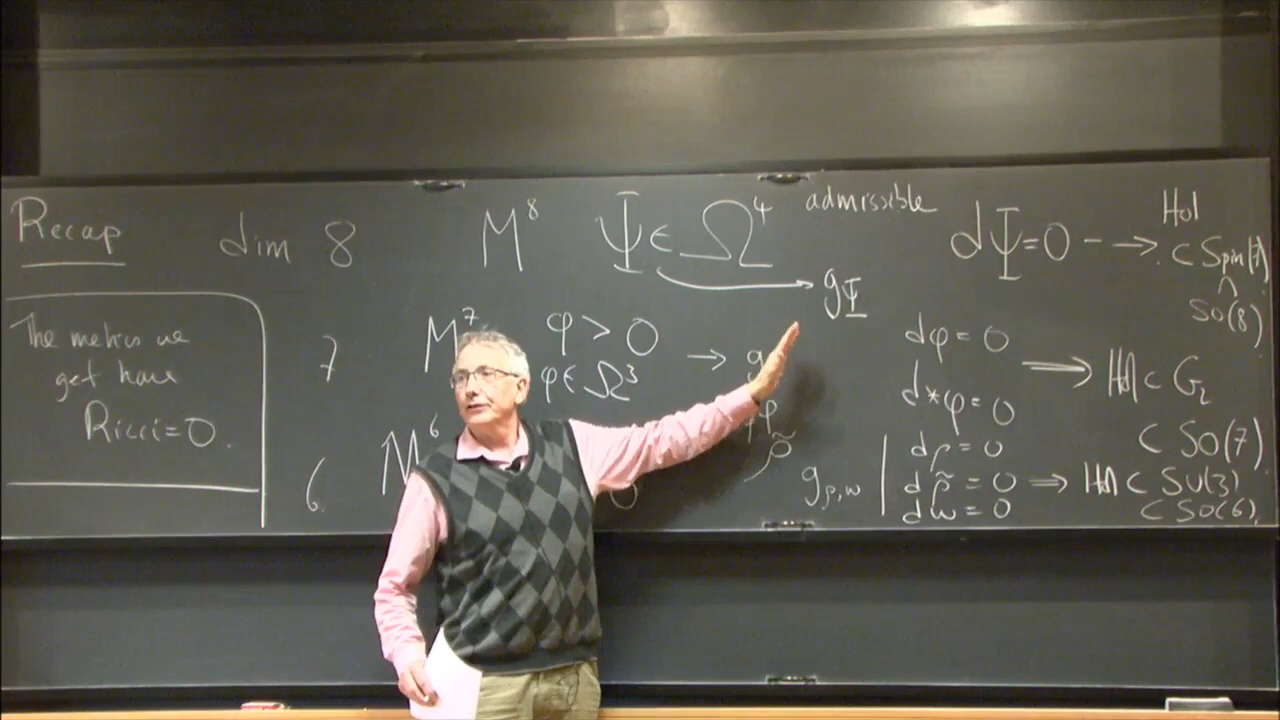 Recap
dim 8 M⁸ Ψ ∈ Ω⁴ admissible dΨ=0 --→ Hol ⊂ Spin(7)
∧
g_Ψ SO(8)
The metrics we
get have
Ricci=0.
7 M⁷ φ > 0 dφ = 0
φ ∈ Ω³ → g ⇒ Hol ⊂ G₂
d*φ = 0
φ
⊂ SO(7)
6 M⁶ ρ̃ g_ρ,ω
dρ = 0
dρ̃ = 0 ⇒ Hol ⊂ SU(3)
dω = 0 ⊂ SO(6).